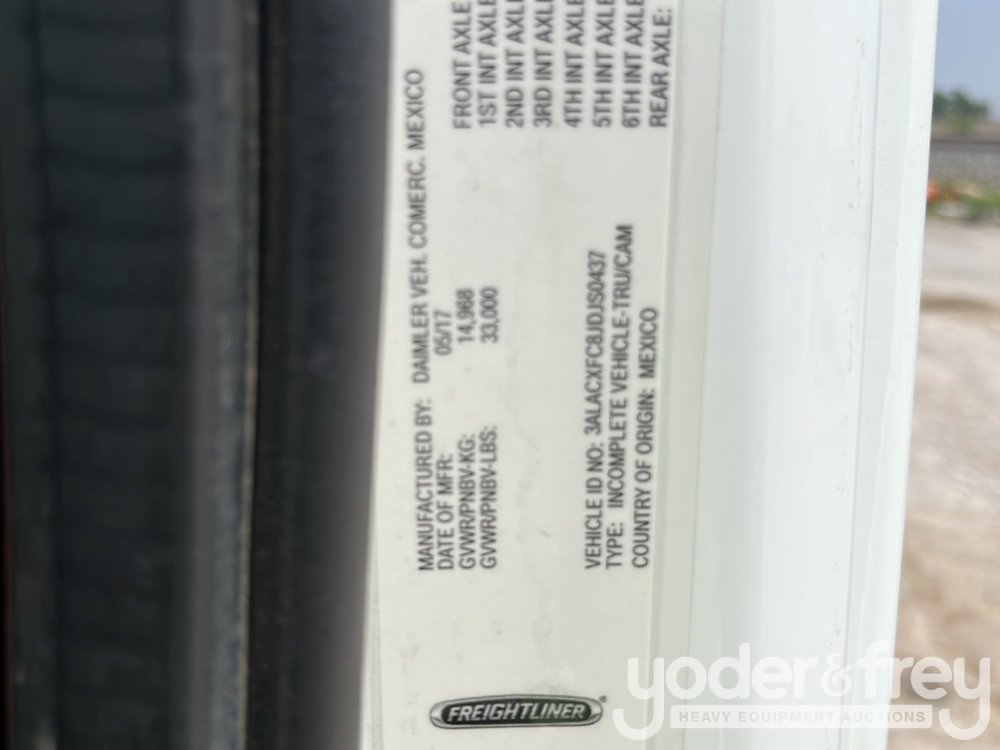 MANUFACTURED BY: DAIMLER VEH. COMERC. MEXICO
DATE OF MFR: 05/17
GVWR/PNBV-KG: 14,968
GVWR/PNBV-LBS: 33,000
FRONT AXLE
1ST INT AXLE
2ND INT AXLE
3RD INT AXLE
4TH INT AXLE
5TH INT AXLE
6TH INT AXLE
REAR AXLE:
VEHICLE ID NO: 3ALACXFC8JDJS0437
TYPE: INCOMPLETE VEHICLE-TRU/CAM
COUNTRY OF ORIGIN: MEXICO
FREIGHTLINER
yoder&frey
HEAVY EQUIPMENT AUCTIONS